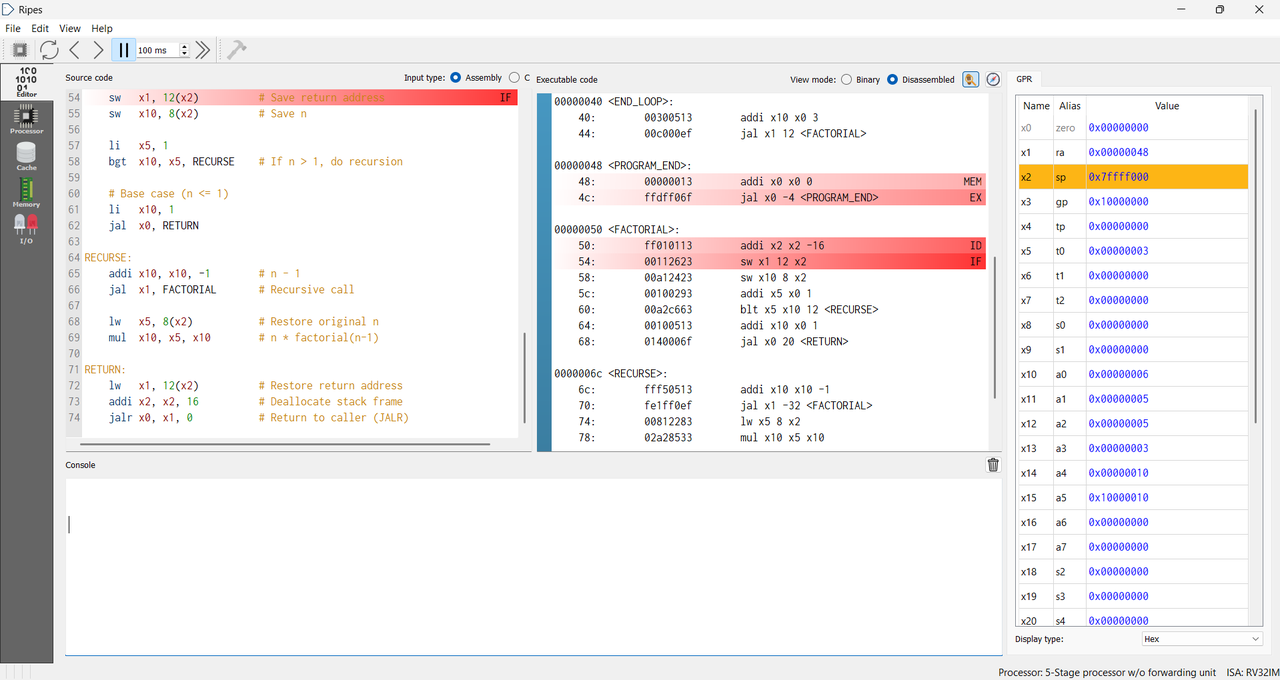 Ripes
File Edit View Help
100 ms
Source code
Input type: Assembly C
54 sw x1, 12(x2) # Save return address IF
55 sw x10, 8(x2) # Save n
56
57 li x5, 1
58 bgt x10, x5, RECURSE # If n > 1, do recursion
59
60 # Base case (n <= 1)
61 li x10, 1
62 jal x0, RETURN
63
64 RECURSE:
65 addi x10, x10, -1 # n - 1
66 jal x1, FACTORIAL # Recursive call
67
68 lw x5, 8(x2) # Restore original n
69 mul x10, x5, x10 # n * factorial(n-1)
70
71 RETURN:
72 lw x1, 12(x2) # Restore return address
73 addi x2, x2, 16 # Deallocate stack frame
74 jalr x0, x1, 0 # Return to caller (JALR)
Executable code
View mode: Binary Disassembled
00000040 <END_LOOP>:
40: 00300513 addi x10 x0 3
44: 00c000ef jal x1 12 <FACTORIAL>
00000048 <PROGRAM_END>:
48: 00000013 addi x0 x0 0 MEM
4c: ffdff06f jal x0 -4 <PROGRAM_END> EX
00000050 <FACTORIAL>:
50: ff010113 addi x2 x2 -16 ID
54: 00112623 sw x1 12 x2 IF
58: 00a12423 sw x10 8 x2
5c: 00100293 addi x5 x0 1
60: 00a2c663 blt x5 x10 12 <RECURSE>
64: 00100513 addi x10 x0 1
68: 0140006f jal x0 20 <RETURN>
0000006c <RECURSE>:
6c: fff50513 addi x10 x10 -1
70: fe1ff0ef jal x1 -32 <FACTORIAL>
74: 00812283 lw x5 8 x2
78: 02a28533 mul x10 x5 x10
GPR
Name Alias Value
x0 zero 0x00000000
x1 ra 0x00000048
x2 sp 0x7ffff000
x3 gp 0x10000000
x4 tp 0x00000000
x5 t0 0x00000003
x6 t1 0x00000000
x7 t2 0x00000000
x8 s0 0x00000000
x9 s1 0x00000000
x10 a0 0x00000006
x11 a1 0x00000005
x12 a2 0x00000005
x13 a3 0x00000003
x14 a4 0x00000010
x15 a5 0x10000010
x16 a6 0x00000000
x17 a7 0x00000000
x18 s2 0x00000000
x19 s3 0x00000000
x20 s4 0x00000000
Display type: Hex
Editor
Processor
Cache
Memory
I/O
Console
Processor: 5-Stage processor w/o forwarding unit ISA: RV32IM